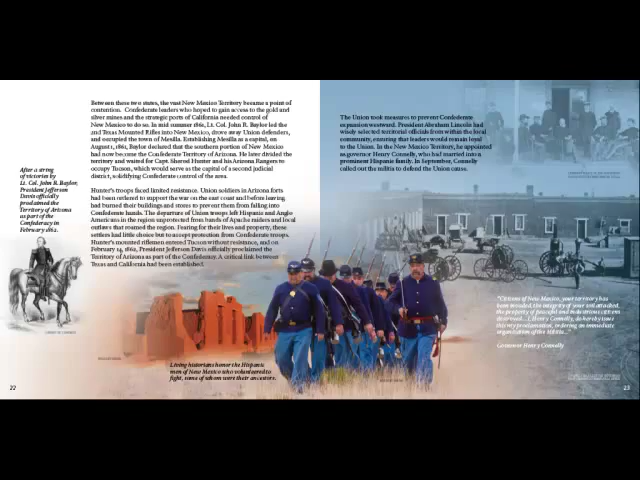 Between these two states, the vast New Mexico Territory became a point of
contention. Confederate leaders who hoped to gain access to the gold and
silver mines and the strategic ports of California needed control of
New Mexico to do so. In mid summer 1861, Lt. Col. John R. Baylor led the
2nd Texas Mounted Rifles into New Mexico, drove away Union defenders,
and occupied the town of Mesilla. Establishing Mesilla as a capital, on
August 1, 1861, Baylor declared that the southern portion of New Mexico
had now become the Confederate Territory of Arizona. He later divided the
territory and waited for Capt. Sherod Hunter and his Arizona Rangers to
occupy Tucson, which would serve as the capital of a second judicial
district, solidifying Confederate control of the area.
Hunter's troops faced limited resistance. Union soldiers in Arizona forts
had been ordered to support the war on the east coast and before leaving
had burned their buildings and stores to prevent them from falling into
Confederate hands. The departure of Union troops left Hispanic and Anglo
Americans in the region unprotected from bands of Apache raiders and local
outlaws that roamed the region. Fearing for their lives and property, these
settlers had little choice but to accept protection from Confederate troops.
Hunter's mounted riflemen entered Tucson without resistance, and on
February 14, 1862, President Jefferson Davis officially proclaimed the
Territory of Arizona as part of the Confederacy. A critical link between
Texas and California had been established.
After a string
of victories by
Lt. Col. John R. Baylor,
President Jefferson
Davis officially
proclaimed the
Territory of Arizona
as part of the
Confederacy in
February 1862.
Living historians honor the Hispanic
men of New Mexico who volunteered to
fight, some of whom were their ancestors.
22
The Union took measures to prevent Confederate
expansion westward. President Abraham Lincoln had
wisely selected territorial officials from within the local
community, ensuring that leaders would remain loyal
to the Union. In the New Mexico Territory, he appointed
as governor Henry Connelly, who had married into a
prominent Hispanic family. In September, Connelly
called out the militia to defend the Union cause.
"Citizens of New Mexico, your territory has
been invaded, the integrity of your soil attacked,
the property of peaceful and industrious citizens
destroyed... I, Henry Connelly, do hereby issue
this my proclamation, ordering an immediate
organization of the Militia..."
Governor Henry Connelly
23